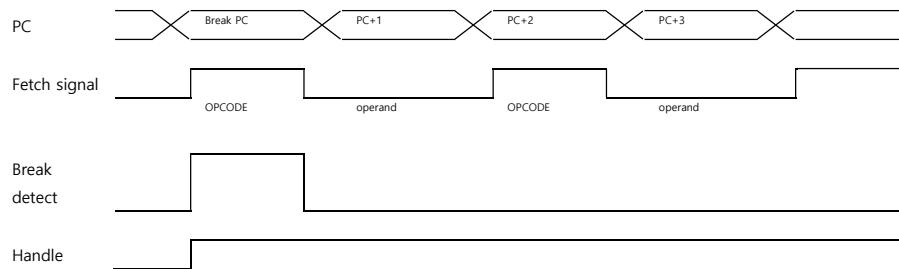 PC
Break PC
PC+1
PC+2
PC+3
Fetch signal
OPCODE
operand
OPCODE
operand
Break
detect
Handle